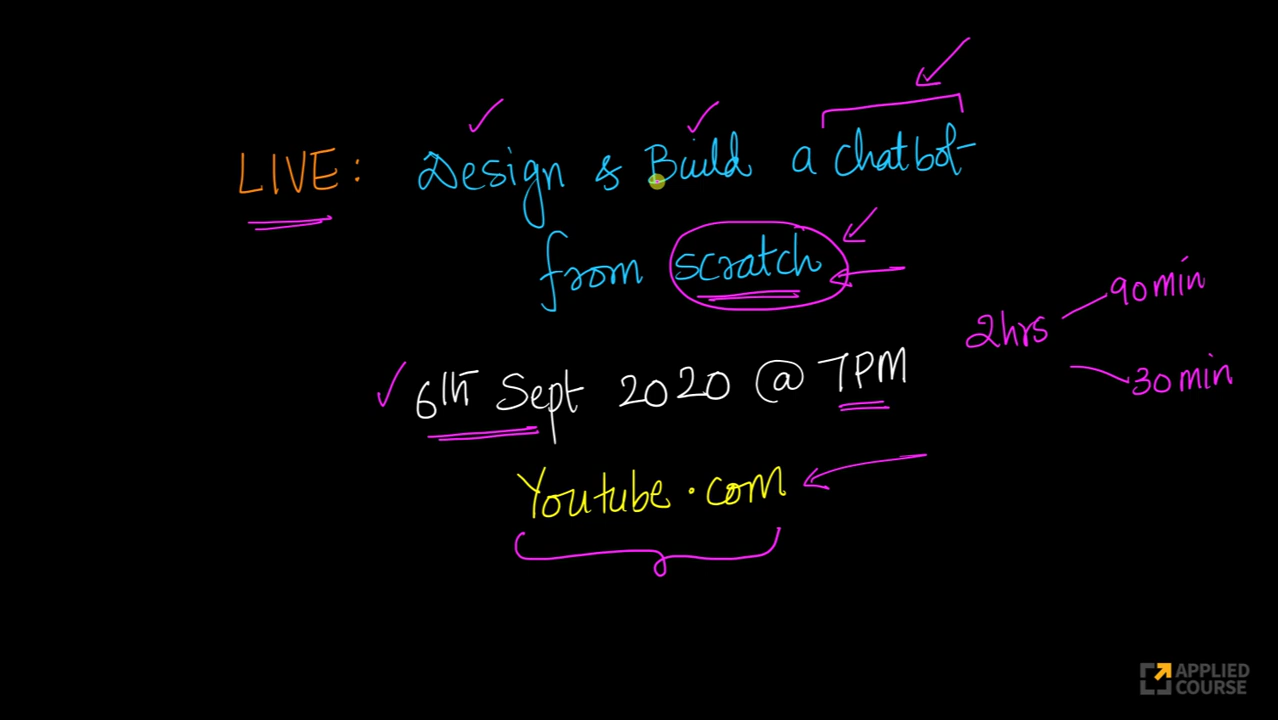 LIVE: Design & Build a chatbot
from scratch
2hrs
90min
30min
6th Sept 2020 @ 7PM
Youtube.com
APPLIED
COURSE